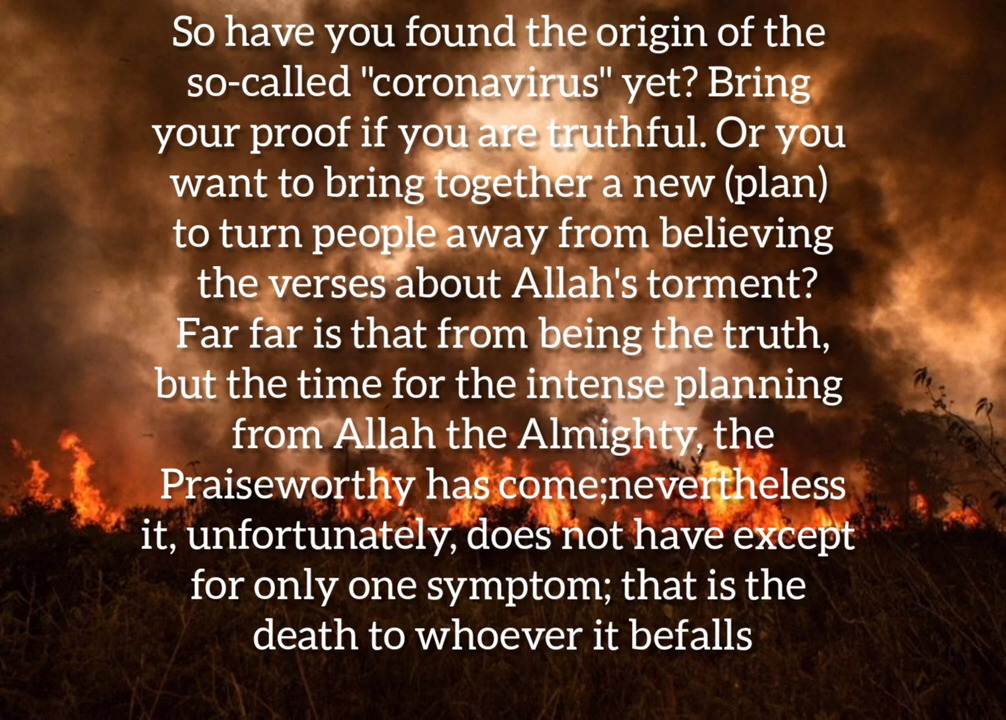 So have you found the origin of the
so-called "coronavirus" yet? Bring
your proof if you are truthful. Or you
want to bring together a new (plan)
to turn people away from believing
the verses about Allah's torment?
Far far is that from being the truth,
but the time for the intense planning
from Allah the Almighty, the
Praiseworthy has come;nevertheless
it, unfortunately, does not have except
for only one symptom; that is the
death to whoever it befalls